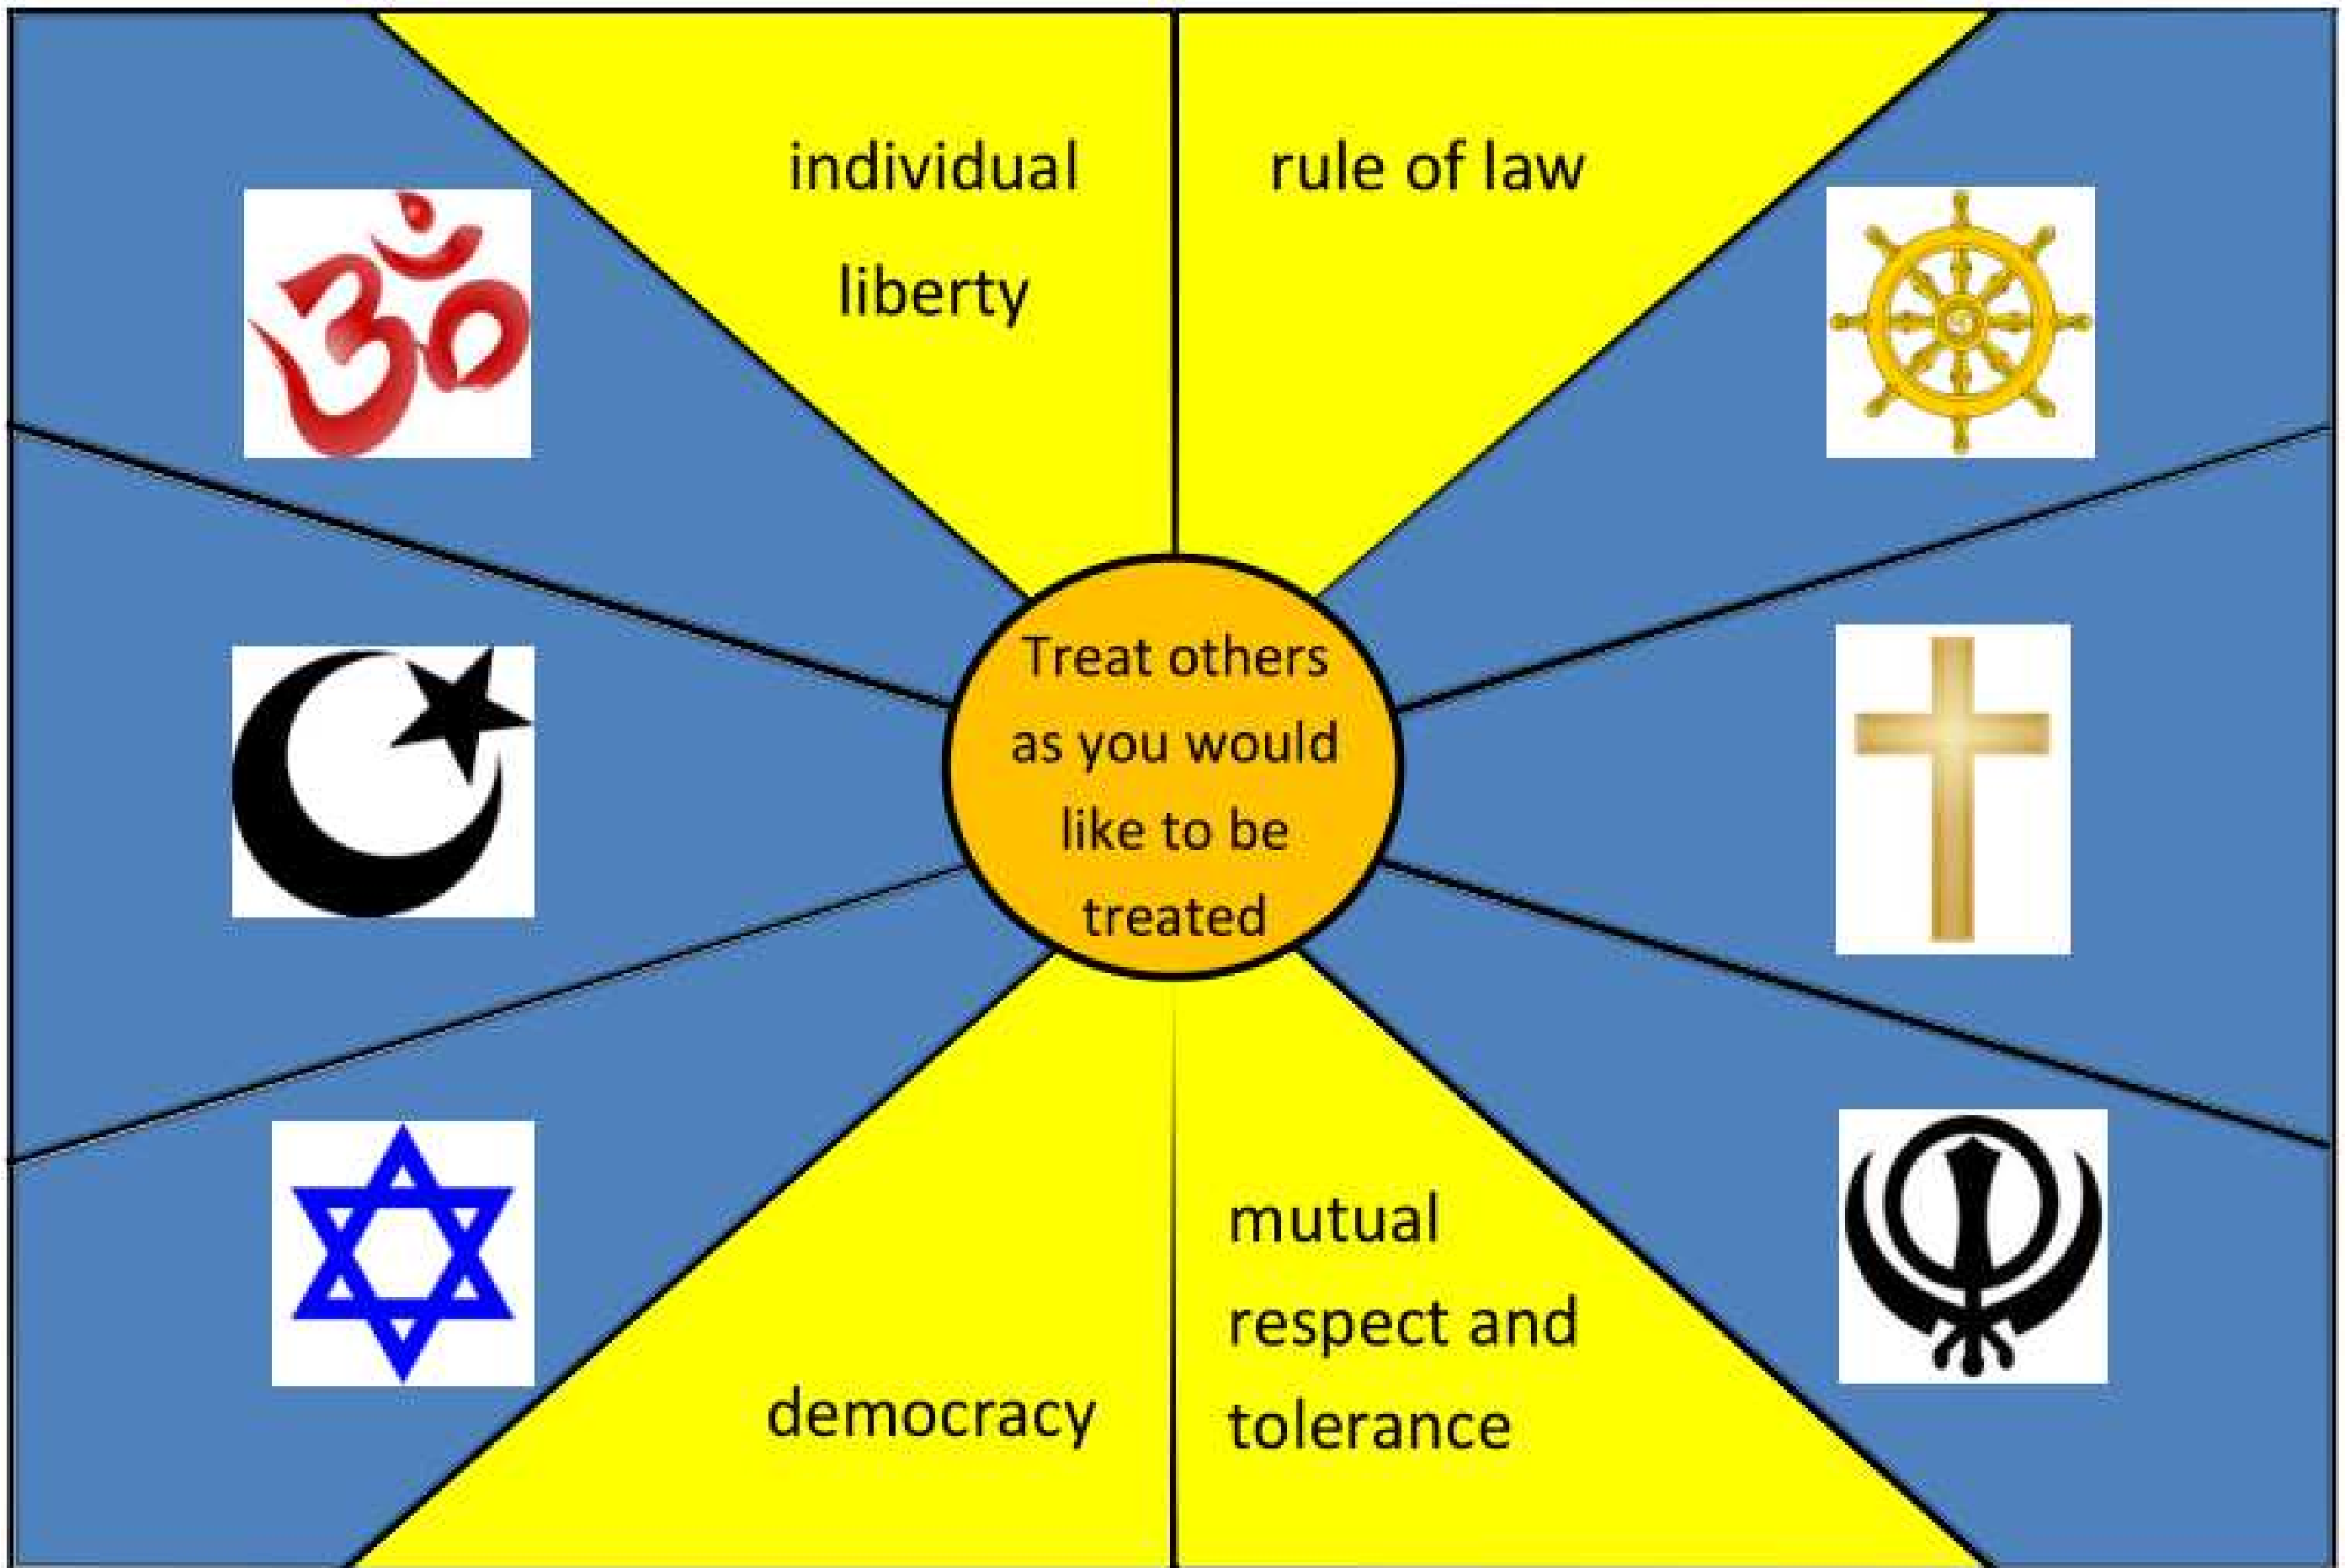 individual
liberty
rule of law
Treat others
as you would
like to be
treated
democracy
mutual
respect and
tolerance